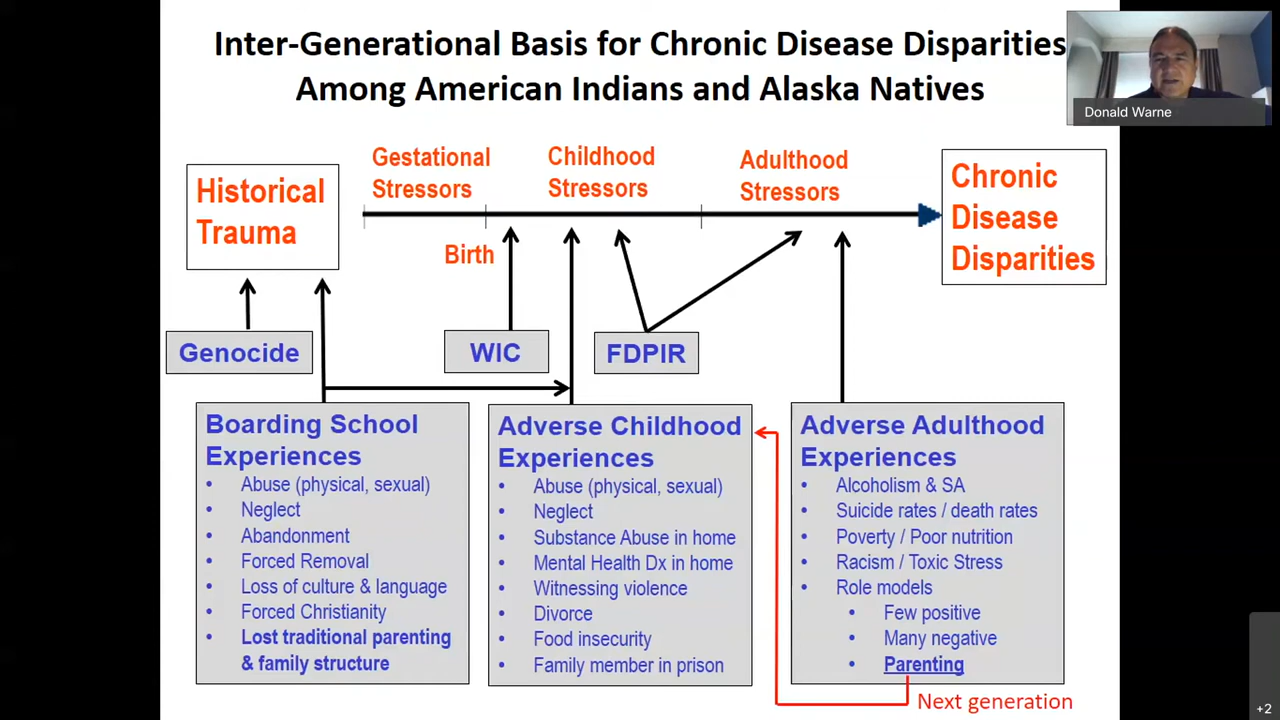 Inter-Generational Basis for Chronic Disease Disparities
Among American Indians and Alaska Natives
Donald Warne
Historical
Trauma
Gestational
Stressors
Childhood
Stressors
Adulthood
Stressors
Chronic
Disease
Disparities
Birth
Genocide
WIC
FDPIR
Boarding School
Experiences
• Abuse (physical, sexual)
• Neglect
• Abandonment
• Forced Removal
• Loss of culture & language
• Forced Christianity
• Lost traditional parenting
& family structure
Adverse Childhood
Experiences
• Abuse (physical, sexual)
• Neglect
• Substance Abuse in home
• Mental Health Dx in home
• Witnessing violence
• Divorce
• Food insecurity
• Family member in prison
Adverse Adulthood
Experiences
• Alcoholism & SA
• Suicide rates / death rates
• Poverty / Poor nutrition
• Racism / Toxic Stress
• Role models
• Few positive
• Many negative
• Parenting
Next generation
+2